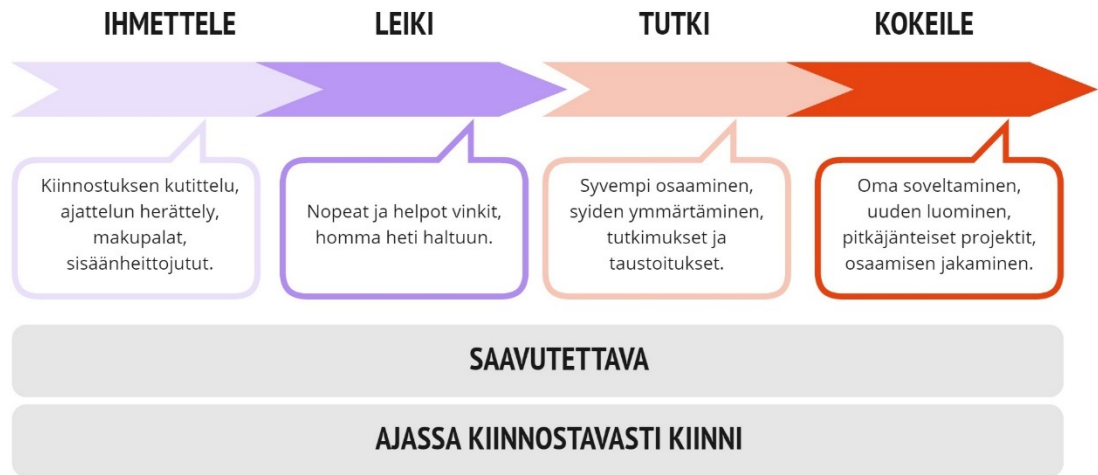 IHMETTELE
LEIKI
TUTKI
KOKEILE
Kiinnostuksen kutittelu,
ajattelun herättely,
makupalat,
sisäänheittojutut.
Nopeat ja helpot vinkit,
homma heti haltuun.
Syvempi osaaminen,
syiden ymmärtäminen,
tutkimukset ja
taustoitukset.
Oma soveltaminen,
uuden luominen,
pitkäjänteiset projektit,
osaamisen jakaminen.
SAAVUTETTAVA
AJASSA KIINNOSTAVASTI KIINNI